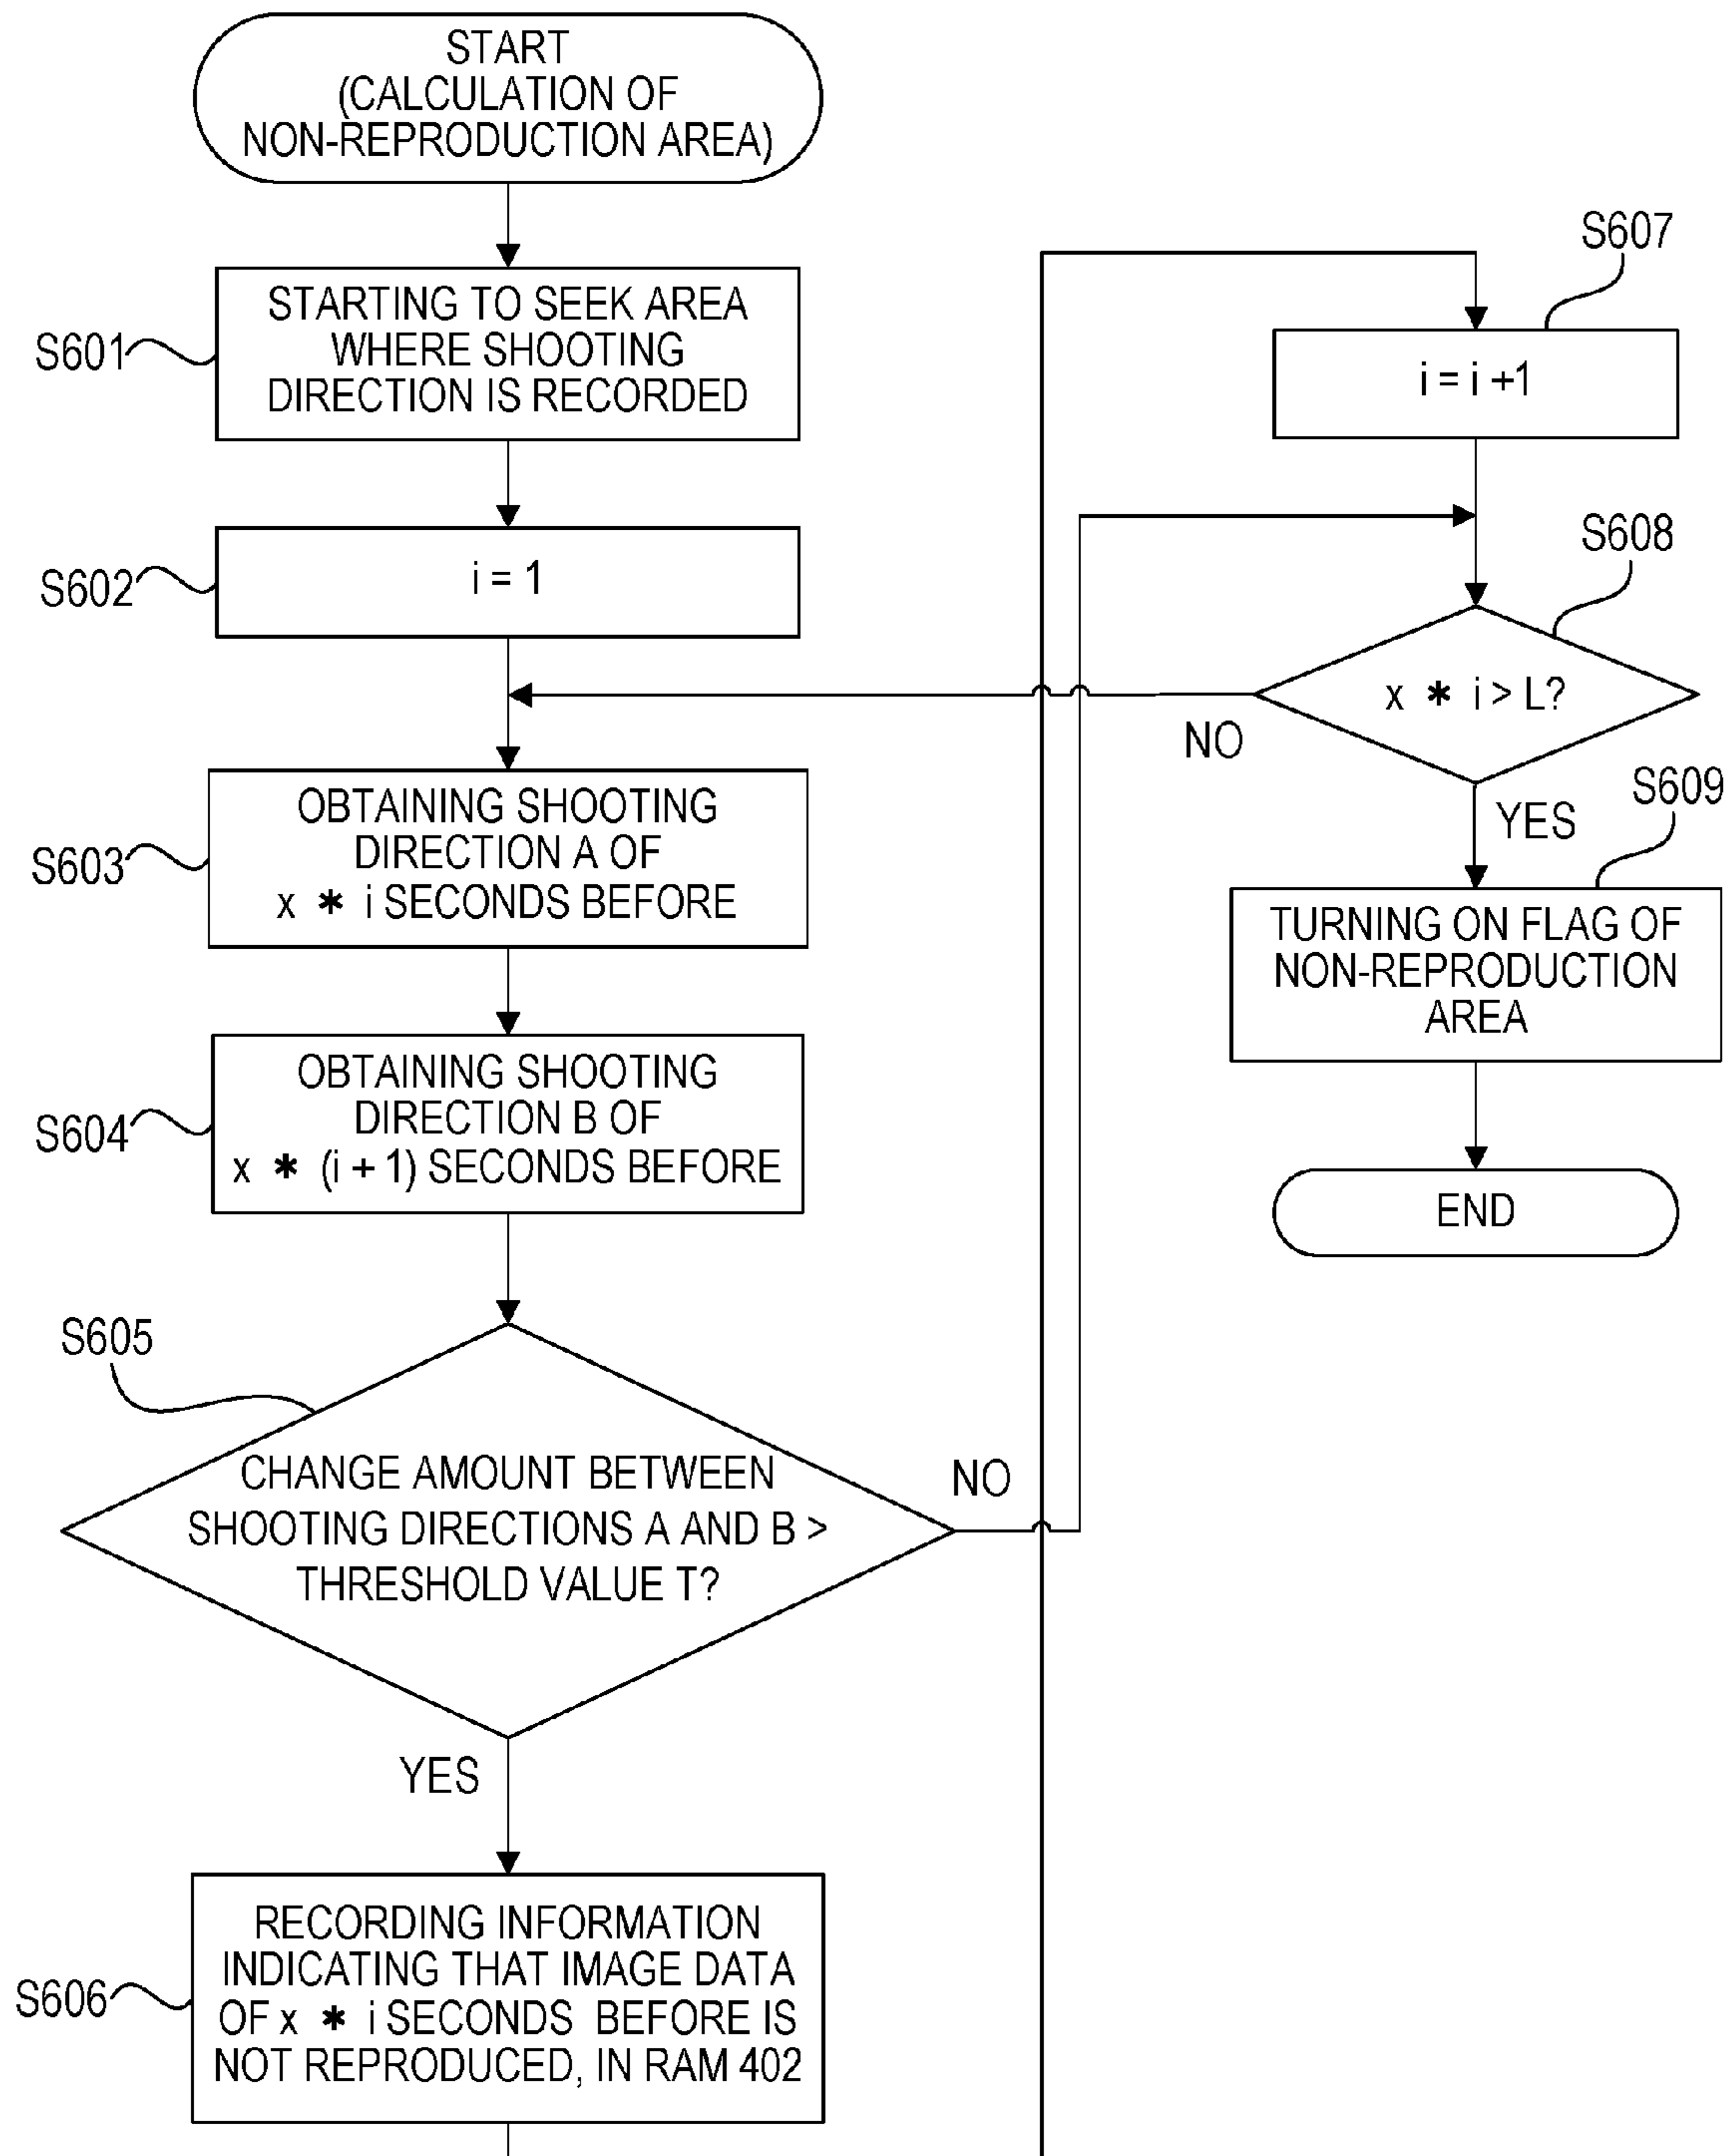 START
(CALCULATION OF
NON-REPRODUCTION AREA)
S601
STARTING TO SEEK AREA
WHERE SHOOTING
DIRECTION IS RECORDED
S602
i = 1
S603
OBTAINING SHOOTING
DIRECTION A OF
x * i SECONDS BEFORE
S604
OBTAINING SHOOTING
DIRECTION B OF
x * (i + 1) SECONDS BEFORE
S605
CHANGE AMOUNT BETWEEN
SHOOTING DIRECTIONS A AND B >
THRESHOLD VALUE T?
NO
YES
S606
RECORDING INFORMATION
INDICATING THAT IMAGE DATA
OF x * i SECONDS BEFORE IS
NOT REPRODUCED, IN RAM 402
S607
i = i +1
S608
x * i > L?
NO
YES
S609
TURNING ON FLAG OF
NON-REPRODUCTION
AREA
END